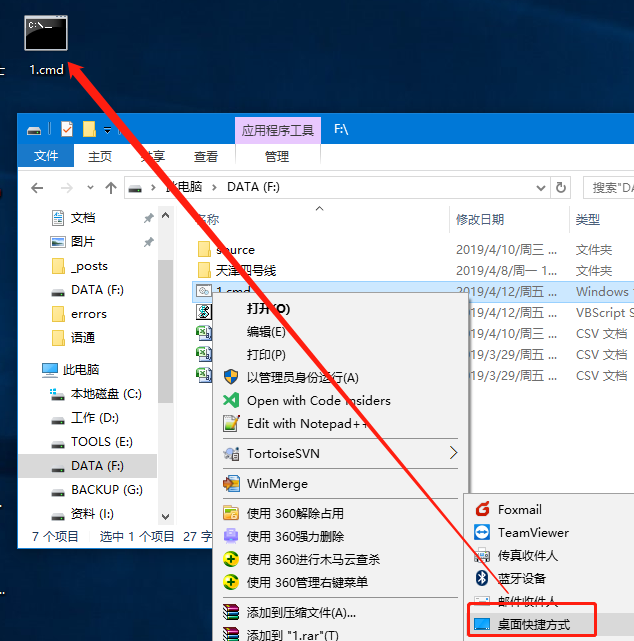 C:\.
1.cmd
应用程序工具
F:\
文件
主页
共享
查看
管理
此电脑
DATA (F:)
搜索"DA
名称
修改日期
类型
文档
图片
_posts
DATA (F:)
errors
语通
此电脑
本地磁盘 (C:)
工作 (D:)
TOOLS (E:)
DATA (F:)
BACKUP (G:)
资料 (I:)
source
2019/4/10/周三 ...
文件夹
天津四号线
2019/4/8/周一 1...
文件夹
1.cmd
2019/4/12/周五 ...
Windows
2019/4/12/周五 ...
VBScript S
2019/4/10/周三 ...
CSV 文档
2019/3/29/周五 ...
CSV 文档
2019/3/29/周五 ...
CSV 文档
7 个项目
选中 1 个项目
27 字
打开(O)
编辑(E)
打印(P)
以管理员身份运行(A)
Open with Code Insiders
Edit with Notepad++
TortoiseSVN
WinMerge
使用 360解除占用
使用 360强力删除
使用 360进行木马云查杀
使用 360管理右键菜单
添加到压缩文件(A)...
添加到 "1.rar"(T)
Foxmail
TeamViewer
传真收件人
蓝牙设备
邮件收件人
桌面快捷方式